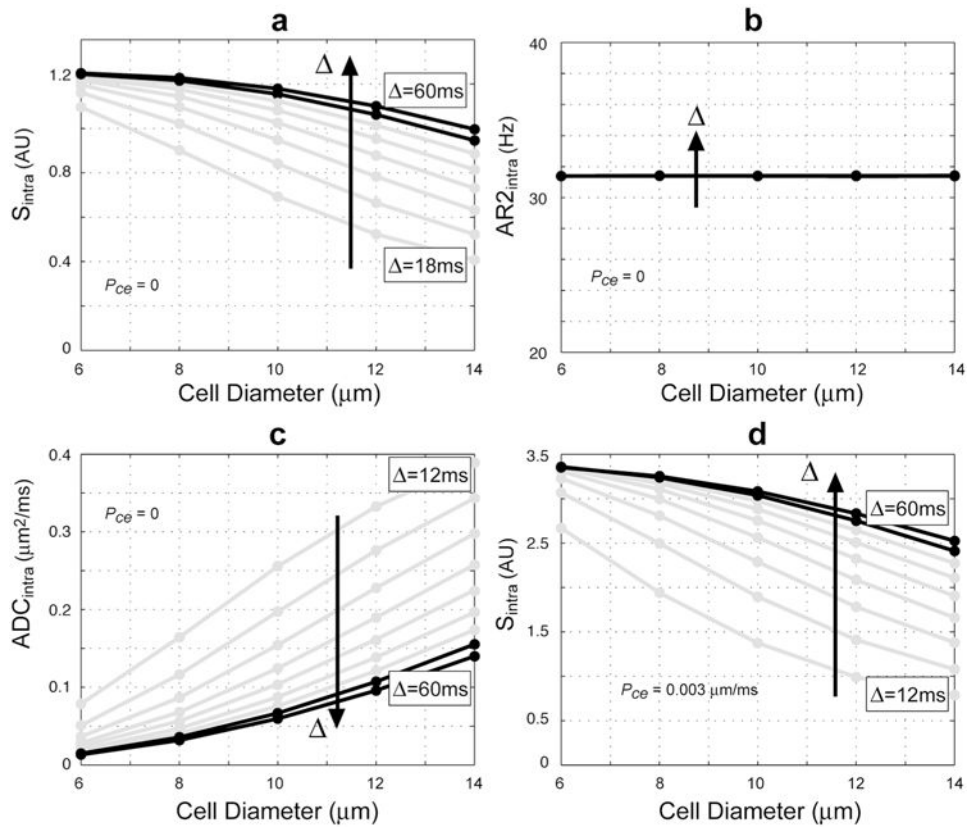 a
S_intra (AU)
1.2
0.8
0.4
0
Δ
Δ=60ms
Δ=18ms
P_ce = 0
6 8 10 12 14
Cell Diameter (μm)
b
AR2_intra (Hz)
40
30
20
Δ
P_ce = 0
6 8 10 12 14
Cell Diameter (μm)
c
ADC_intra (μm²/ms)
0.4
0.3
0.2
0.1
0
P_ce = 0
Δ=12ms
Δ=60ms
Δ
6 8 10 12 14
Cell Diameter (μm)
d
S_intra (AU)
3.5
2.5
1.5
0.5
0
Δ
Δ=60ms
P_ce = 0.003 μm/ms
Δ=12ms
6 8 10 12 14
Cell Diameter (μm)